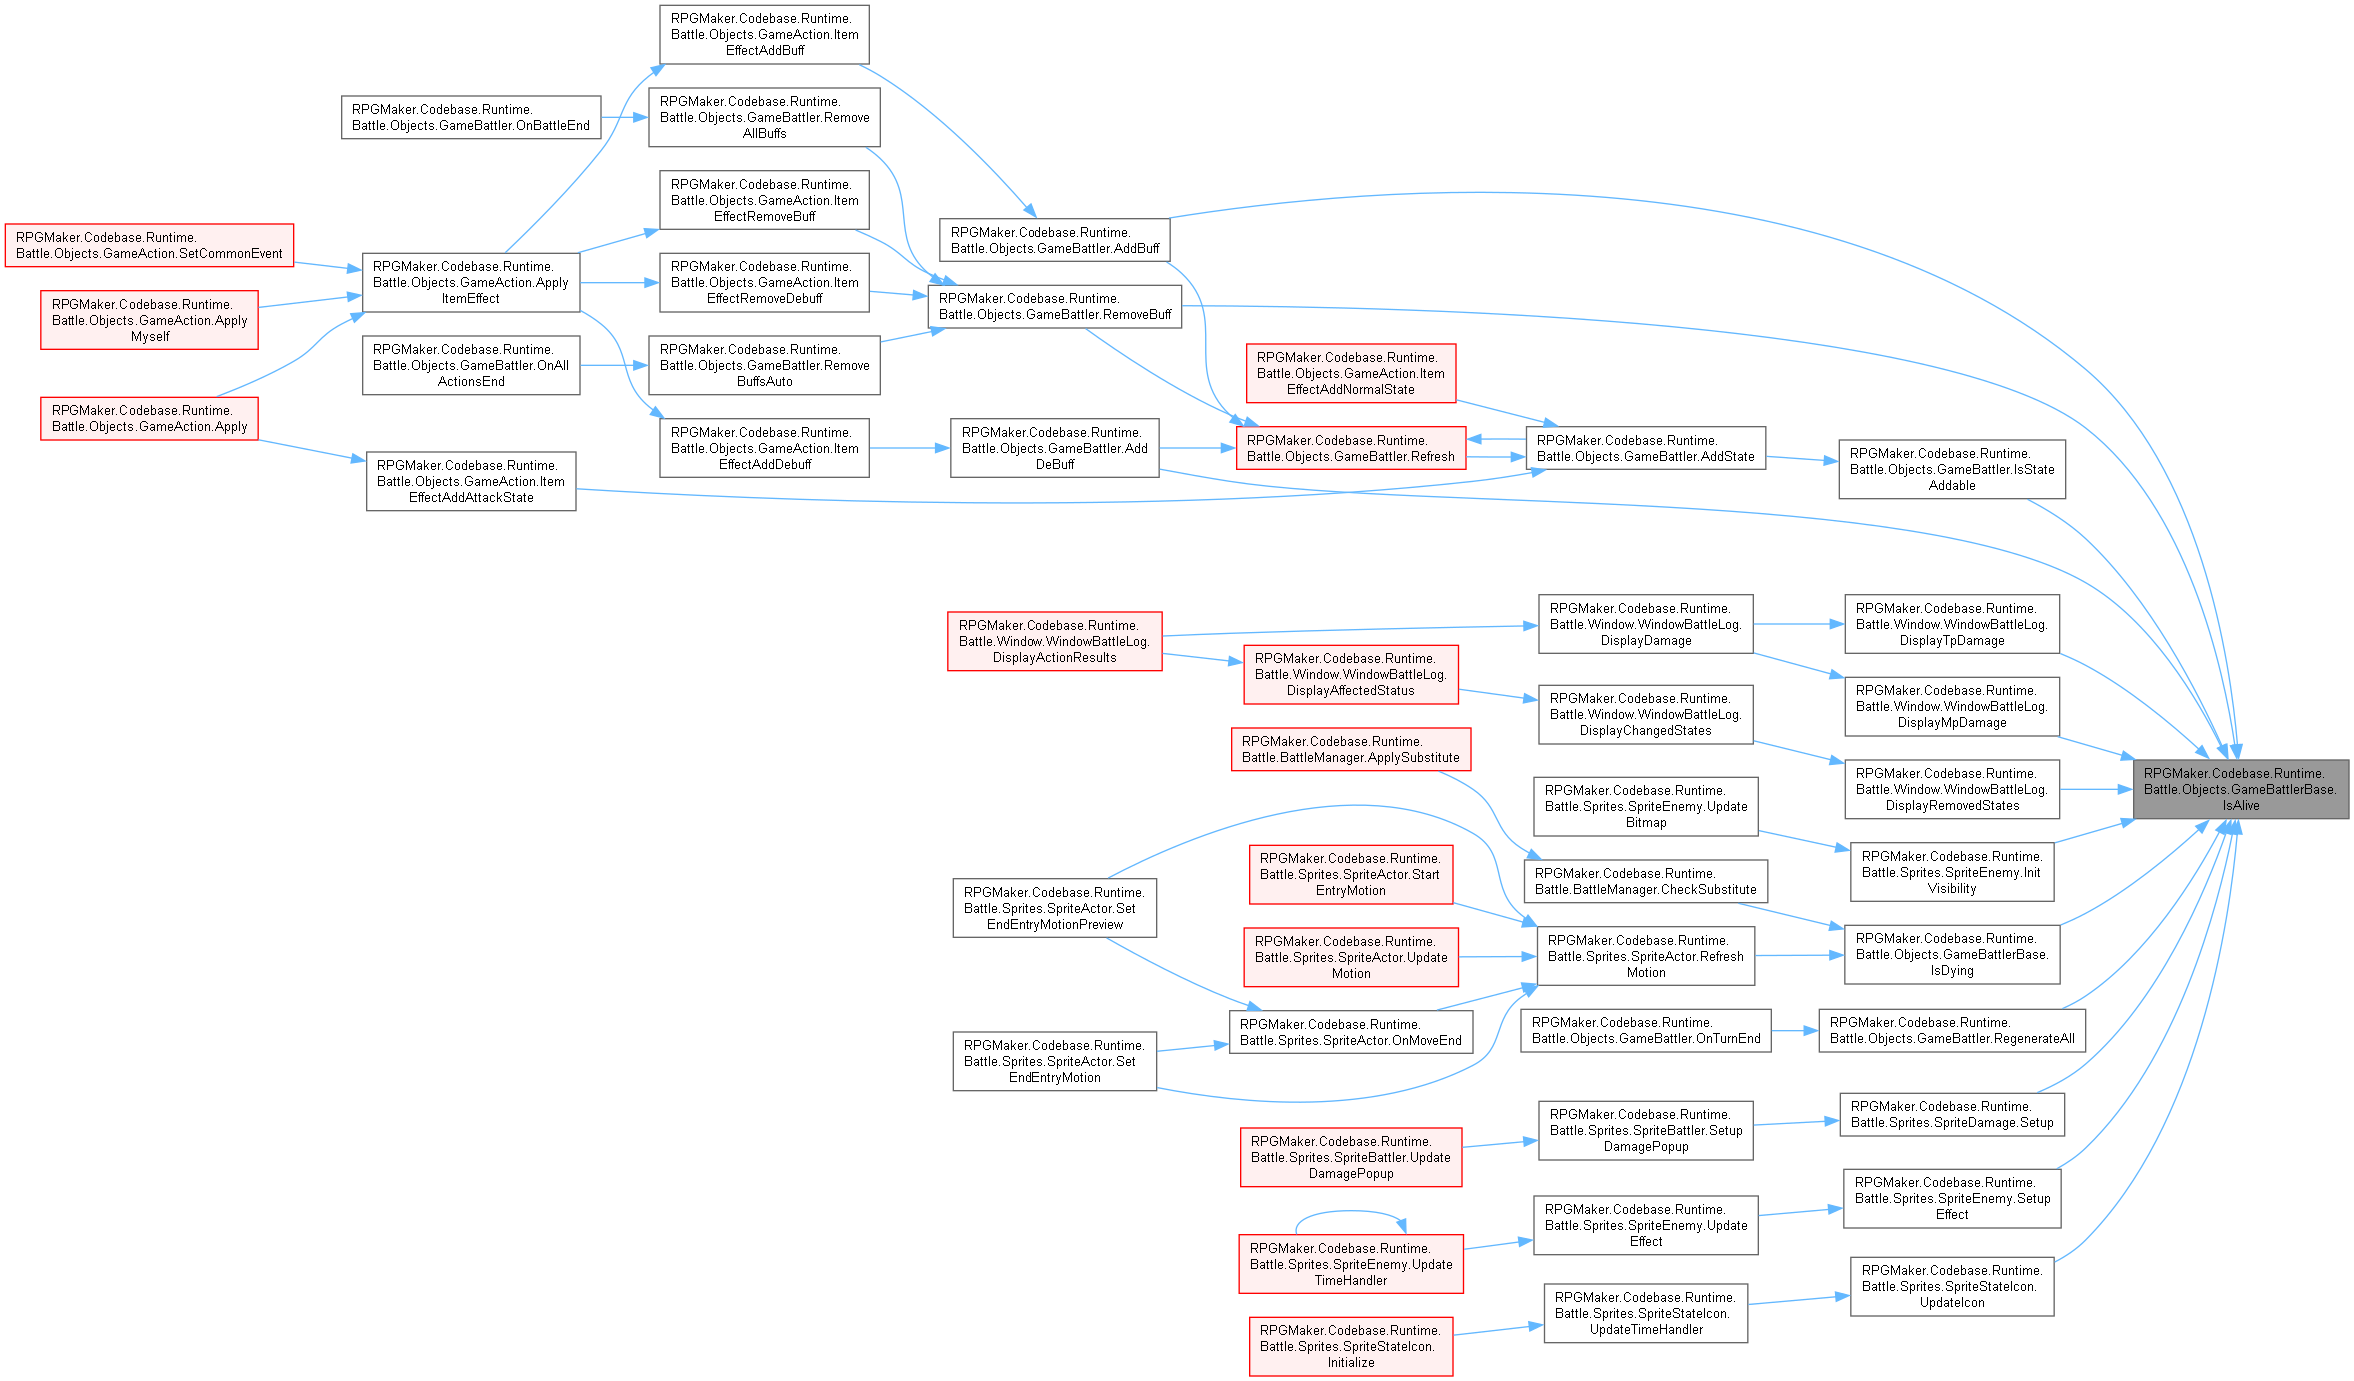 RPGMaker.Codebase.Runtime.
Battle.Objects.GameAction.Item
EffectAddBuff
RPGMaker.Codebase.Runtime.
Battle.Objects.GameBattler.OnBattleEnd
RPGMaker.Codebase.Runtime.
Battle.Objects.GameBattler.Remove
AllBuffs
RPGMaker.Codebase.Runtime.
Battle.Objects.GameAction.Item
EffectRemoveBuff
RPGMaker.Codebase.Runtime.
Battle.Objects.GameAction.SetCommonEvent
RPGMaker.Codebase.Runtime.
Battle.Objects.GameAction.Apply
ItemEffect
RPGMaker.Codebase.Runtime.
Battle.Objects.GameAction.Item
EffectRemoveDebuff
RPGMaker.Codebase.Runtime.
Battle.Objects.GameBattler.AddBuff
RPGMaker.Codebase.Runtime.
Battle.Objects.GameBattler.RemoveBuff
RPGMaker.Codebase.Runtime.
Battle.Objects.GameAction.Apply
Myself
RPGMaker.Codebase.Runtime.
Battle.Objects.GameBattler.OnAll
ActionsEnd
RPGMaker.Codebase.Runtime.
Battle.Objects.GameBattler.Remove
BuffsAuto
RPGMaker.Codebase.Runtime.
Battle.Objects.GameAction.Item
EffectAddNormalState
RPGMaker.Codebase.Runtime.
Battle.Objects.GameAction.Apply
RPGMaker.Codebase.Runtime.
Battle.Objects.GameAction.Item
EffectAddDebuff
RPGMaker.Codebase.Runtime.
Battle.Objects.GameBattler.Add
DeBuff
RPGMaker.Codebase.Runtime.
Battle.Objects.GameBattler.Refresh
RPGMaker.Codebase.Runtime.
Battle.Objects.GameBattler.AddState
RPGMaker.Codebase.Runtime.
Battle.Objects.GameBattler.IsState
Addable
RPGMaker.Codebase.Runtime.
Battle.Objects.GameAction.Item
EffectAddAttackState
RPGMaker.Codebase.Runtime.
Battle.Window.WindowBattleLog.
DisplayActionResults
RPGMaker.Codebase.Runtime.
Battle.Window.WindowBattleLog.
DisplayDamage
RPGMaker.Codebase.Runtime.
Battle.Window.WindowBattleLog.
DisplayTpDamage
RPGMaker.Codebase.Runtime.
Battle.Window.WindowBattleLog.
DisplayAffectedStatus
RPGMaker.Codebase.Runtime.
Battle.Window.WindowBattleLog.
DisplayChangedStates
RPGMaker.Codebase.Runtime.
Battle.Window.WindowBattleLog.
DisplayMpDamage
RPGMaker.Codebase.Runtime.
Battle.BattleManager.ApplySubstitute
RPGMaker.Codebase.Runtime.
Battle.Window.WindowBattleLog.
DisplayRemovedStates
RPGMaker.Codebase.Runtime.
Battle.Objects.GameBattlerBase.
IsAlive
RPGMaker.Codebase.Runtime.
Battle.Sprites.SpriteEnemy.Update
Bitmap
RPGMaker.Codebase.Runtime.
Battle.Sprites.SpriteActor.Start
EntryMotion
RPGMaker.Codebase.Runtime.
Battle.BattleManager.CheckSubstitute
RPGMaker.Codebase.Runtime.
Battle.Sprites.SpriteEnemy.Init
Visibility
RPGMaker.Codebase.Runtime.
Battle.Sprites.SpriteActor.Set
EndEntryMotionPreview
RPGMaker.Codebase.Runtime.
Battle.Sprites.SpriteActor.Update
Motion
RPGMaker.Codebase.Runtime.
Battle.Sprites.SpriteActor.Refresh
Motion
RPGMaker.Codebase.Runtime.
Battle.Objects.GameBattlerBase.
IsDying
RPGMaker.Codebase.Runtime.
Battle.Sprites.SpriteActor.OnMoveEnd
RPGMaker.Codebase.Runtime.
Battle.Objects.GameBattler.OnTurnEnd
RPGMaker.Codebase.Runtime.
Battle.Objects.GameBattler.RegenerateAll
RPGMaker.Codebase.Runtime.
Battle.Sprites.SpriteActor.Set
EndEntryMotion
RPGMaker.Codebase.Runtime.
Battle.Sprites.SpriteBattler.Update
DamagePopup
RPGMaker.Codebase.Runtime.
Battle.Sprites.SpriteBattler.Setup
DamagePopup
RPGMaker.Codebase.Runtime.
Battle.Sprites.SpriteDamage.Setup
RPGMaker.Codebase.Runtime.
Battle.Sprites.SpriteEnemy.Update
TimeHandler
RPGMaker.Codebase.Runtime.
Battle.Sprites.SpriteEnemy.Update
Effect
RPGMaker.Codebase.Runtime.
Battle.Sprites.SpriteEnemy.Setup
Effect
RPGMaker.Codebase.Runtime.
Battle.Sprites.SpriteStateIcon.
Initialize
RPGMaker.Codebase.Runtime.
Battle.Sprites.SpriteStateIcon.
UpdateTimeHandler
RPGMaker.Codebase.Runtime.
Battle.Sprites.SpriteStateIcon.
UpdateIcon